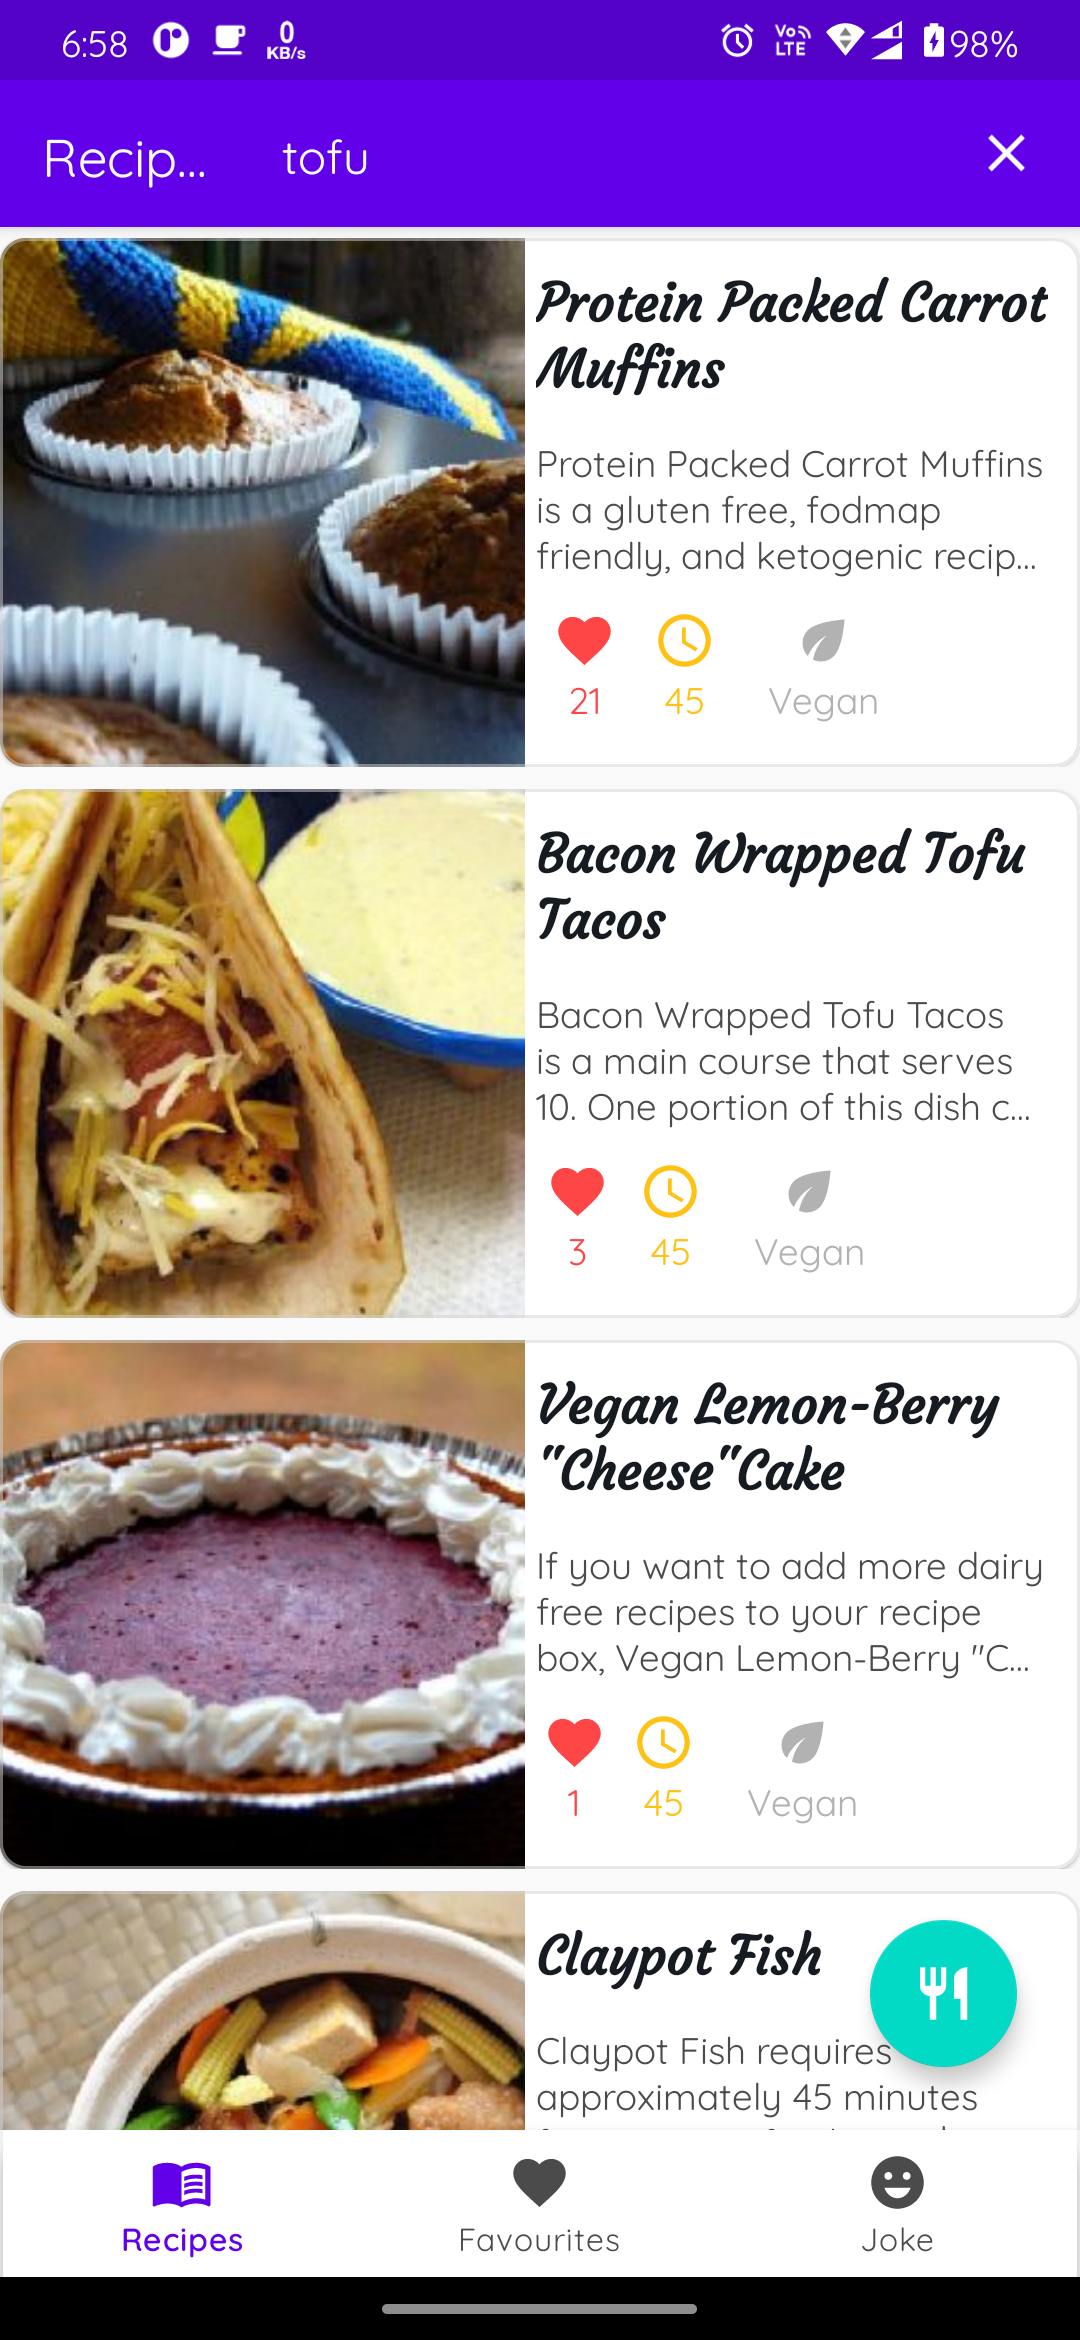 6:58
0
KB/s
Vo
LTE
98%
Recip...
tofu
Protein Packed Carrot
Muffins
Protein Packed Carrot Muffins
is a gluten free, fodmap
friendly, and ketogenic recip...
21
45
Vegan
Bacon Wrapped Tofu
Tacos
Bacon Wrapped Tofu Tacos
is a main course that serves
10. One portion of this dish c...
3
45
Vegan
Vegan Lemon-Berry
"Cheese"Cake
If you want to add more dairy
free recipes to your recipe
box, Vegan Lemon-Berry "C...
1
45
Vegan
Claypot Fish
Claypot Fish requires
approximately 45 minutes
Recipes
Favourites
Joke